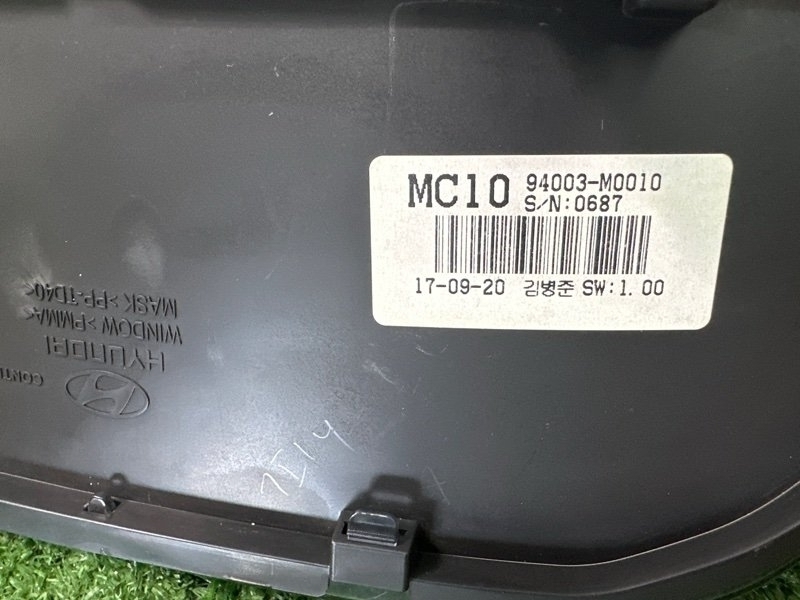 MC10 94003-M0010
S/N:0687
17-09-20 김병준 SW:1.00
CONTI
HYUNDAI
WINDOW>PMMA<
MASK >PP-TD40<